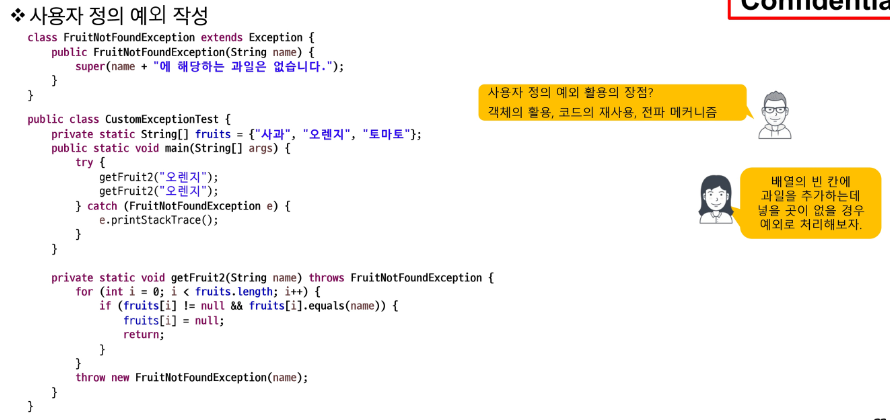 Confidentia
❖사용자 정의 예외 작성
class FruitNotFoundException extends Exception {
public FruitNotFoundException(String name) {
super(name + "에 해당하는 과일은 없습니다.");
}
}
public class CustomExceptionTest {
private static String[] fruits = {"사과", "오렌지", "토마토"};
public static void main(String[] args) {
try {
getFruit2("오렌지");
getFruit2("오렌지");
} catch (FruitNotFoundException e) {
e.printStackTrace();
}
}
private static void getFruit2(String name) throws FruitNotFoundException {
for (int i = 0; i < fruits.length; i++) {
if (fruits[i] != null && fruits[i].equals(name)) {
fruits[i] = null;
return;
}
}
throw new FruitNotFoundException(name);
}
}
사용자 정의 예외 활용의 장점?
객체의 활용, 코드의 재사용, 전파 메커니즘
배열의 빈 칸에
과일을 추가하는데
넣을 곳이 없을 경우
예외로 처리해보자.